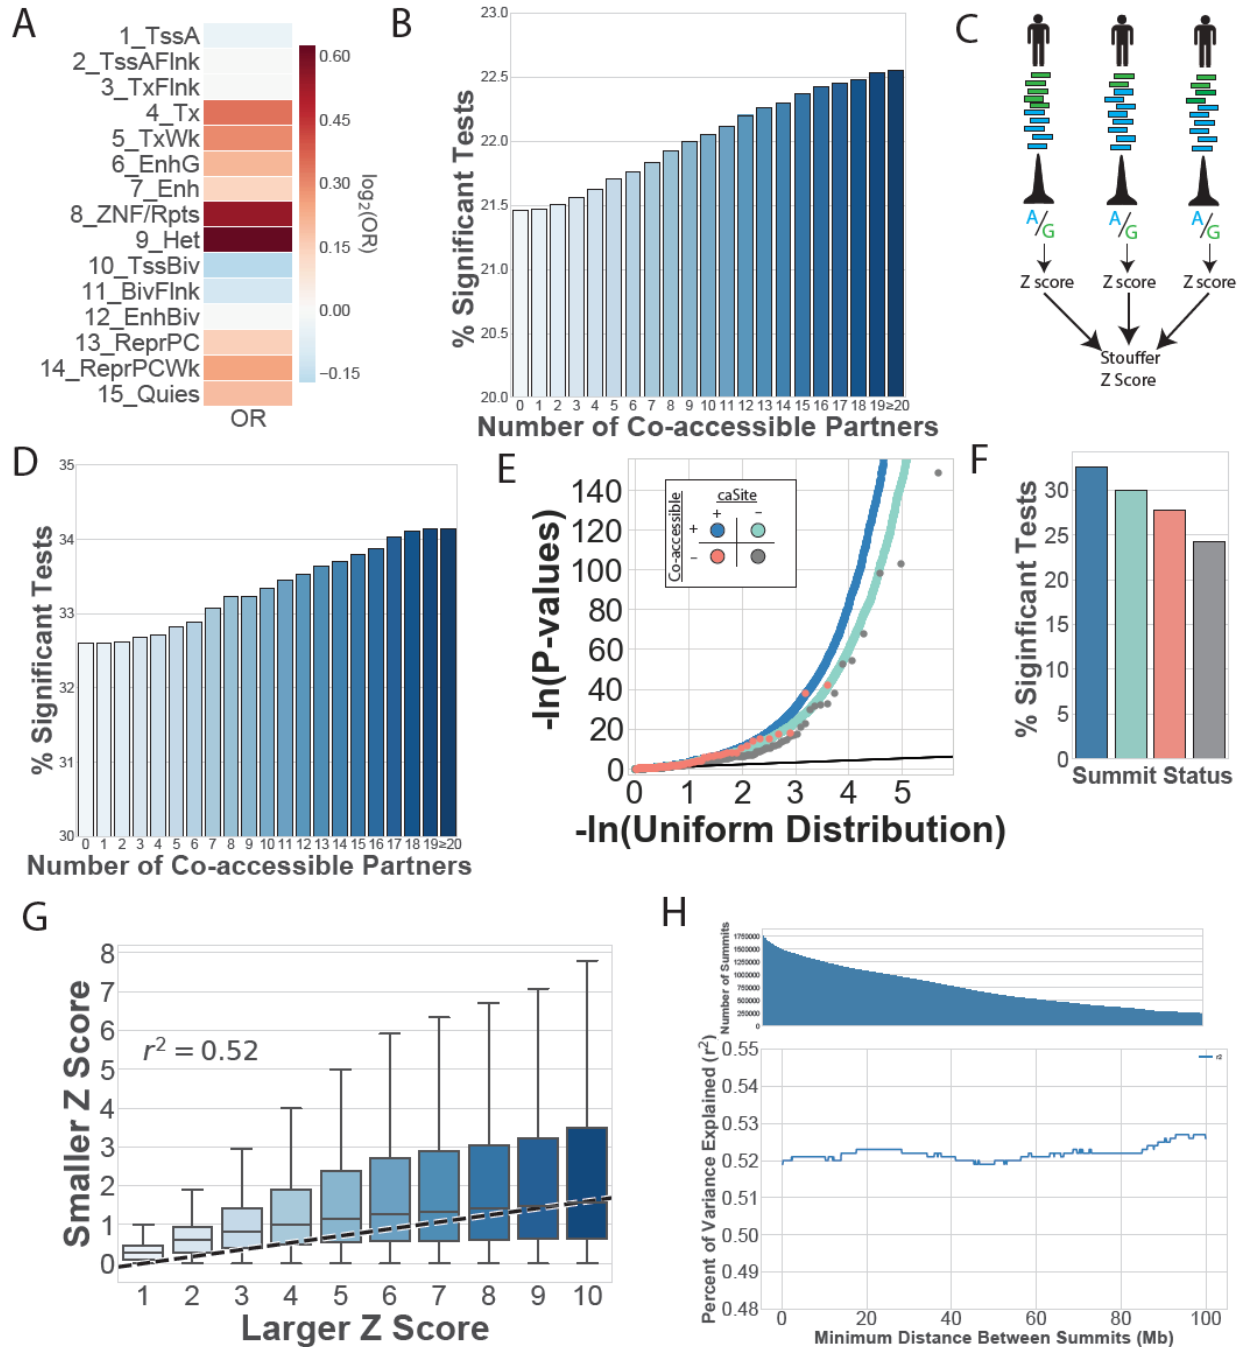 A
1_TssA
2_TssAFlnk
3_TxFlnk
4_Tx
5_TxWk
6_EnhG
7_Enh
8_ZNF/Rpts
9_Het
10_TssBiv
11_BivFlnk
12_EnhBiv
13_ReprPC
14_ReprPCWk
15_Quies
OR
0.60
0.45
0.30
0.15
0.00
−0.15
log2(OR)
B
% Significant Tests
23.0
22.5
22.0
21.5
21.0
20.5
20.0
0 1 2 3 4 5 6 7 8 9 10 11 12 13 14 15 16 17 18 19 ≥20
Number of Co-accessible Partners
C
A/G A/G A/G
Z score Z score Z score
Stouffer
Z Score
D
% Significant Tests
35
34
33
32
31
30
0 1 2 3 4 5 6 7 8 9 10 11 12 13 14 15 16 17 18 19 ≥20
Number of Co-accessible Partners
E
-ln(P-values)
140
120
100
80
60
40
20
0
caSite
+ −
Co-accessible
+
−
0 1 2 3 4 5
-ln(Uniform Distribution)
F
% Siginfficant Tests
30
25
20
15
10
5
0
Summit Status
G
Smaller Z Score
8
7
6
5
4
3
2
1
0
r² = 0.52
1 2 3 4 5 6 7 8 9 10
Larger Z Score
H
Number of Summits
1750000
1500000
1250000
1000000
750000
500000
250000
0
Percent of Variance Explained (r²)
0.55
0.54
0.53
0.52
0.51
0.50
0.49
0.48
r2
0 20 40 60 80 100
Minimum Distance Between Summits (Mb)